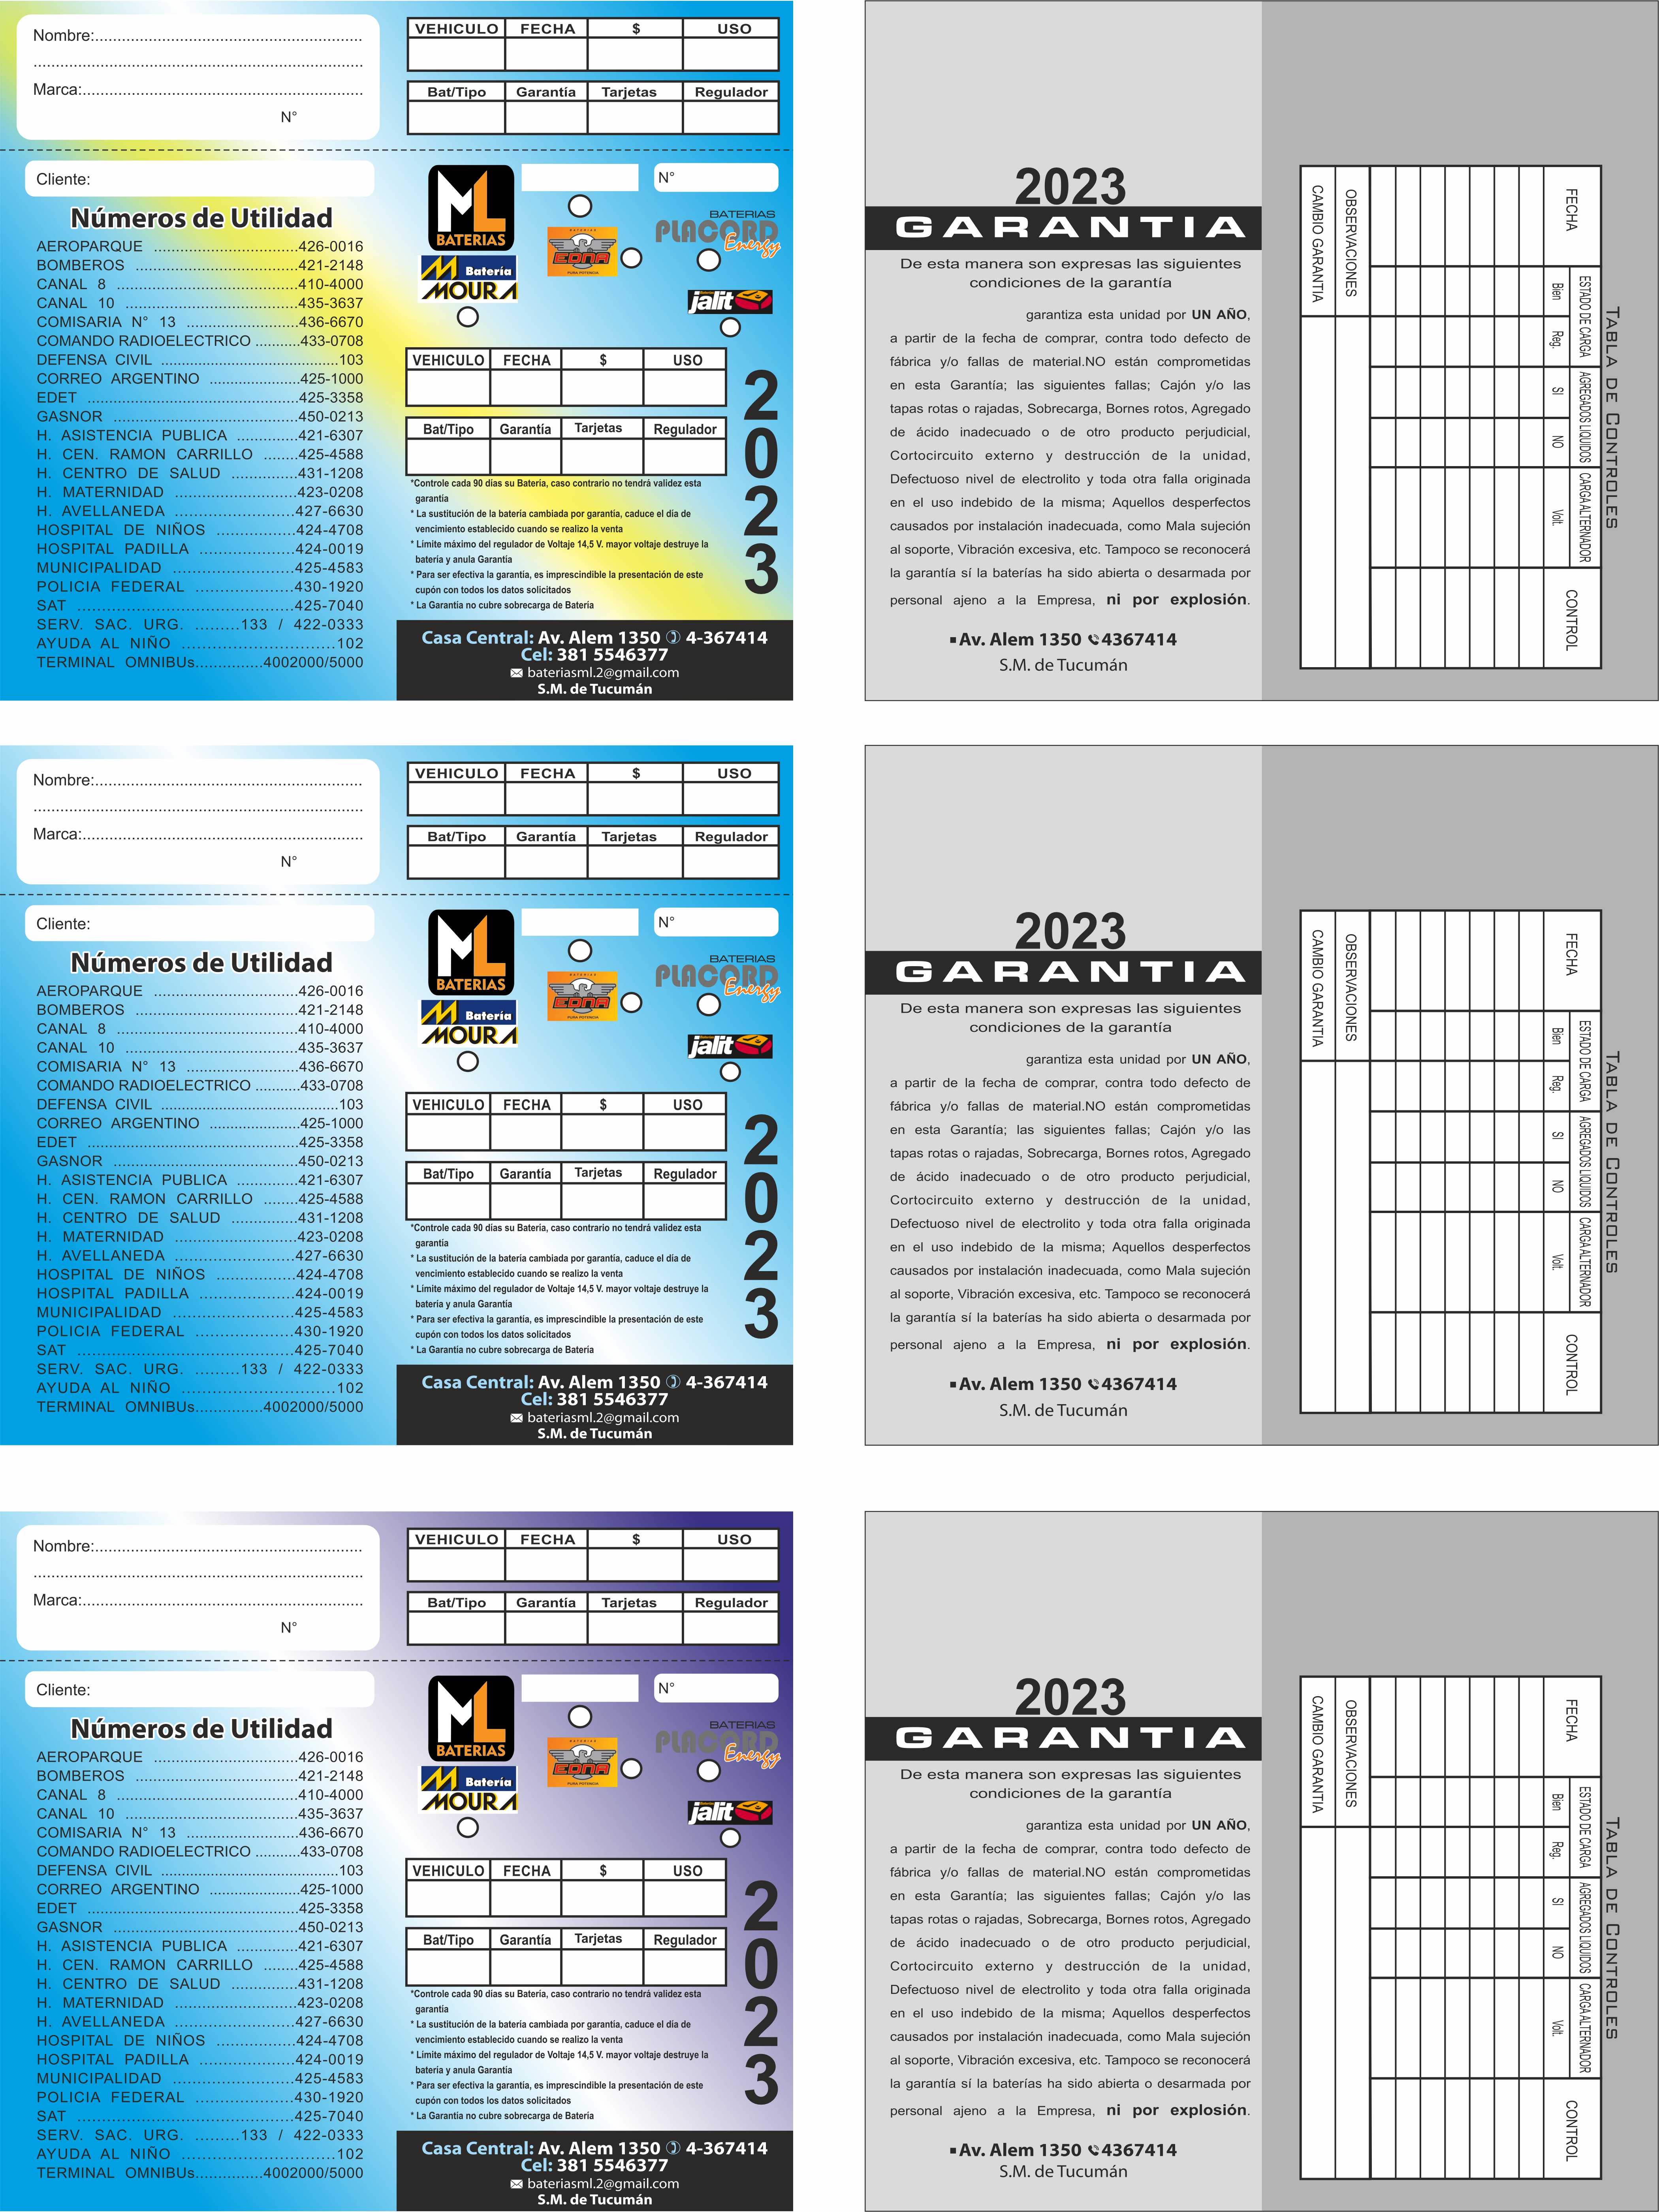 Nombre:............................................................
..........................................................................
Marca:...............................................................
N°
VEHICULO FECHA $ USO
Bat/Tipo Garantía Tarjetas Regulador
Cliente:
Números de Utilidad
AEROPARQUE ................................426-0016
BOMBEROS .....................................421-2148
CANAL 8 .........................................410-4000
CANAL 10 .......................................435-3637
COMISARIA N° 13 ..........................436-6670
COMANDO RADIOELECTRICO ...........433-0708
DEFENSA CIVIL ..........................................103
CORREO ARGENTINO ......................425-1000
EDET ................................................425-3358
GASNOR ..........................................450-0213
H. ASISTENCIA PUBLICA ..............421-6307
H. CEN. RAMON CARRILLO ........425-4588
H. CENTRO DE SALUD ...............431-1208
H. MATERNIDAD ............................423-0208
H. AVELLANEDA ...........................427-6630
HOSPITAL DE NIÑOS ..................424-4708
HOSPITAL PADILLA .....................424-0019
MUNICIPALIDAD ...........................425-4583
POLICIA FEDERAL ....................430-1920
SAT ............................................425-7040
SERV. SAC. URG. .........133 / 422-0333
AYUDA AL NIÑO ..............................102
TERMINAL OMNIBUs...............4002000/5000
ML
BATERIAS
N°
BATERIAS
EDNA
PURA POTENCIA
BATERIAS
PLACORD
Energy
Batería
MOURA
jalit
VEHICULO FECHA $ USO
Bat/Tipo Garantía Tarjetas Regulador
2
0
2
3
*Controle cada 90 días su Batería, caso contrario no tendrá validez esta
garantía
* La sustitución de la bateria cambiada por garantía, caduce el día de
vencimiento establecido cuando se realizo la venta
* Límite máximo del regulador de Voltaje 14,5 V. mayor voltaje destruye la
bateria y anula Garantía
* Para ser efectiva la garantía, es imprescindible la presentación de este
cupón con todos los datos solicitados
* La Garantía no cubre sobrecarga de Batería
Casa Central: Av. Alem 1350 4-367414
Cel: 381 5546377
bateriasml.2@gmail.com
S.M. de Tucumán
2023
GARANTIA
De esta manera son expresas las siguientes
condiciones de la garantía
garantiza esta unidad por UN AÑO,
a partir de la fecha de comprar, contra todo defecto de
fábrica y/o fallas de material.NO están comprometidas
en esta Garantía; las siguientes fallas; Cajón y/o las
tapas rotas o rajadas, Sobrecarga, Bornes rotos, Agregado
de ácido inadecuado o de otro producto perjudicial,
Cortocircuito externo y destrucción de la unidad,
Defectuoso nivel de electrolito y toda otra falla originada
en el uso indebido de la misma; Aquellos desperfectos
causados por instalación inadecuada, como Mala sujeción
al soporte, Vibración excesiva, etc. Tampoco se reconocerá
la garantía sí la baterías ha sido abierta o desarmada por
personal ajeno a la Empresa, ni por explosión.
Av. Alem 1350 4367414
S.M. de Tucumán
TABLA DE CONTROLES
FECHA ESTADO DE CARGA AGREGADOS LIQUIDOS CARGA ALTERNADOR CONTROL
Bien Reg. SI NO Volt.
OBSERVACIONES
CAMBIO GARANTIA
Nombre:............................................................
..........................................................................
Marca:...............................................................
N°
VEHICULO FECHA $ USO
Bat/Tipo Garantía Tarjetas Regulador
Cliente:
Números de Utilidad
AEROPARQUE ................................426-0016
BOMBEROS .....................................421-2148
CANAL 8 .........................................410-4000
CANAL 10 .......................................435-3637
COMISARIA N° 13 ..........................436-6670
COMANDO RADIOELECTRICO ...........433-0708
DEFENSA CIVIL ..........................................103
CORREO ARGENTINO ......................425-1000
EDET ................................................425-3358
GASNOR ..........................................450-0213
H. ASISTENCIA PUBLICA ..............421-6307
H. CEN. RAMON CARRILLO ........425-4588
H. CENTRO DE SALUD ...............431-1208
H. MATERNIDAD ............................423-0208
H. AVELLANEDA ...........................427-6630
HOSPITAL DE NIÑOS ..................424-4708
HOSPITAL PADILLA .....................424-0019
MUNICIPALIDAD ...........................425-4583
POLICIA FEDERAL ....................430-1920
SAT ............................................425-7040
SERV. SAC. URG. .........133 / 422-0333
AYUDA AL NIÑO ..............................102
TERMINAL OMNIBUs...............4002000/5000
ML
BATERIAS
N°
BATERIAS
EDNA
PURA POTENCIA
BATERIAS
PLACORD
Energy
Batería
MOURA
jalit
VEHICULO FECHA $ USO
Bat/Tipo Garantía Tarjetas Regulador
2
0
2
3
*Controle cada 90 días su Batería, caso contrario no tendrá validez esta
garantía
* La sustitución de la bateria cambiada por garantía, caduce el día de
vencimiento establecido cuando se realizo la venta
* Límite máximo del regulador de Voltaje 14,5 V. mayor voltaje destruye la
bateria y anula Garantía
* Para ser efectiva la garantía, es imprescindible la presentación de este
cupón con todos los datos solicitados
* La Garantía no cubre sobrecarga de Batería
Casa Central: Av. Alem 1350 4-367414
Cel: 381 5546377
bateriasml.2@gmail.com
S.M. de Tucumán
2023
GARANTIA
De esta manera son expresas las siguientes
condiciones de la garantía
garantiza esta unidad por UN AÑO,
a partir de la fecha de comprar, contra todo defecto de
fábrica y/o fallas de material.NO están comprometidas
en esta Garantía; las siguientes fallas; Cajón y/o las
tapas rotas o rajadas, Sobrecarga, Bornes rotos, Agregado
de ácido inadecuado o de otro producto perjudicial,
Cortocircuito externo y destrucción de la unidad,
Defectuoso nivel de electrolito y toda otra falla originada
en el uso indebido de la misma; Aquellos desperfectos
causados por instalación inadecuada, como Mala sujeción
al soporte, Vibración excesiva, etc. Tampoco se reconocerá
la garantía sí la baterías ha sido abierta o desarmada por
personal ajeno a la Empresa, ni por explosión.
Av. Alem 1350 4367414
S.M. de Tucumán
TABLA DE CONTROLES
FECHA ESTADO DE CARGA AGREGADOS LIQUIDOS CARGA ALTERNADOR CONTROL
Bien Reg. SI NO Volt.
OBSERVACIONES
CAMBIO GARANTIA
Nombre:............................................................
..........................................................................
Marca:...............................................................
N°
VEHICULO FECHA $ USO
Bat/Tipo Garantía Tarjetas Regulador
Cliente:
Números de Utilidad
AEROPARQUE ................................426-0016
BOMBEROS .....................................421-2148
CANAL 8 .........................................410-4000
CANAL 10 .......................................435-3637
COMISARIA N° 13 ..........................436-6670
COMANDO RADIOELECTRICO ...........433-0708
DEFENSA CIVIL ..........................................103
CORREO ARGENTINO ......................425-1000
EDET ................................................425-3358
GASNOR ..........................................450-0213
H. ASISTENCIA PUBLICA ..............421-6307
H. CEN. RAMON CARRILLO ........425-4588
H. CENTRO DE SALUD ...............431-1208
H. MATERNIDAD ............................423-0208
H. AVELLANEDA ...........................427-6630
HOSPITAL DE NIÑOS ..................424-4708
HOSPITAL PADILLA .....................424-0019
MUNICIPALIDAD ...........................425-4583
POLICIA FEDERAL ....................430-1920
SAT ............................................425-7040
SERV. SAC. URG. .........133 / 422-0333
AYUDA AL NIÑO ..............................102
TERMINAL OMNIBUs...............4002000/5000
ML
BATERIAS
N°
BATERIAS
EDNA
PURA POTENCIA
BATERIAS
PLACORD
Energy
Batería
MOURA
jalit
VEHICULO FECHA $ USO
Bat/Tipo Garantía Tarjetas Regulador
2
0
2
3
*Controle cada 90 días su Batería, caso contrario no tendrá validez esta
garantía
* La sustitución de la bateria cambiada por garantía, caduce el día de
vencimiento establecido cuando se realizo la venta
* Límite máximo del regulador de Voltaje 14,5 V. mayor voltaje destruye la
bateria y anula Garantía
* Para ser efectiva la garantía, es imprescindible la presentación de este
cupón con todos los datos solicitados
* La Garantía no cubre sobrecarga de Batería
Casa Central: Av. Alem 1350 4-367414
Cel: 381 5546377
bateriasml.2@gmail.com
S.M. de Tucumán
2023
GARANTIA
De esta manera son expresas las siguientes
condiciones de la garantía
garantiza esta unidad por UN AÑO,
a partir de la fecha de comprar, contra todo defecto de
fábrica y/o fallas de material.NO están comprometidas
en esta Garantía; las siguientes fallas; Cajón y/o las
tapas rotas o rajadas, Sobrecarga, Bornes rotos, Agregado
de ácido inadecuado o de otro producto perjudicial,
Cortocircuito externo y destrucción de la unidad,
Defectuoso nivel de electrolito y toda otra falla originada
en el uso indebido de la misma; Aquellos desperfectos
causados por instalación inadecuada, como Mala sujeción
al soporte, Vibración excesiva, etc. Tampoco se reconocerá
la garantía sí la baterías ha sido abierta o desarmada por
personal ajeno a la Empresa, ni por explosión.
Av. Alem 1350 4367414
S.M. de Tucumán
TABLA DE CONTROLES
FECHA ESTADO DE CARGA AGREGADOS LIQUIDOS CARGA ALTERNADOR CONTROL
Bien Reg. SI NO Volt.
OBSERVACIONES
CAMBIO GARANTIA